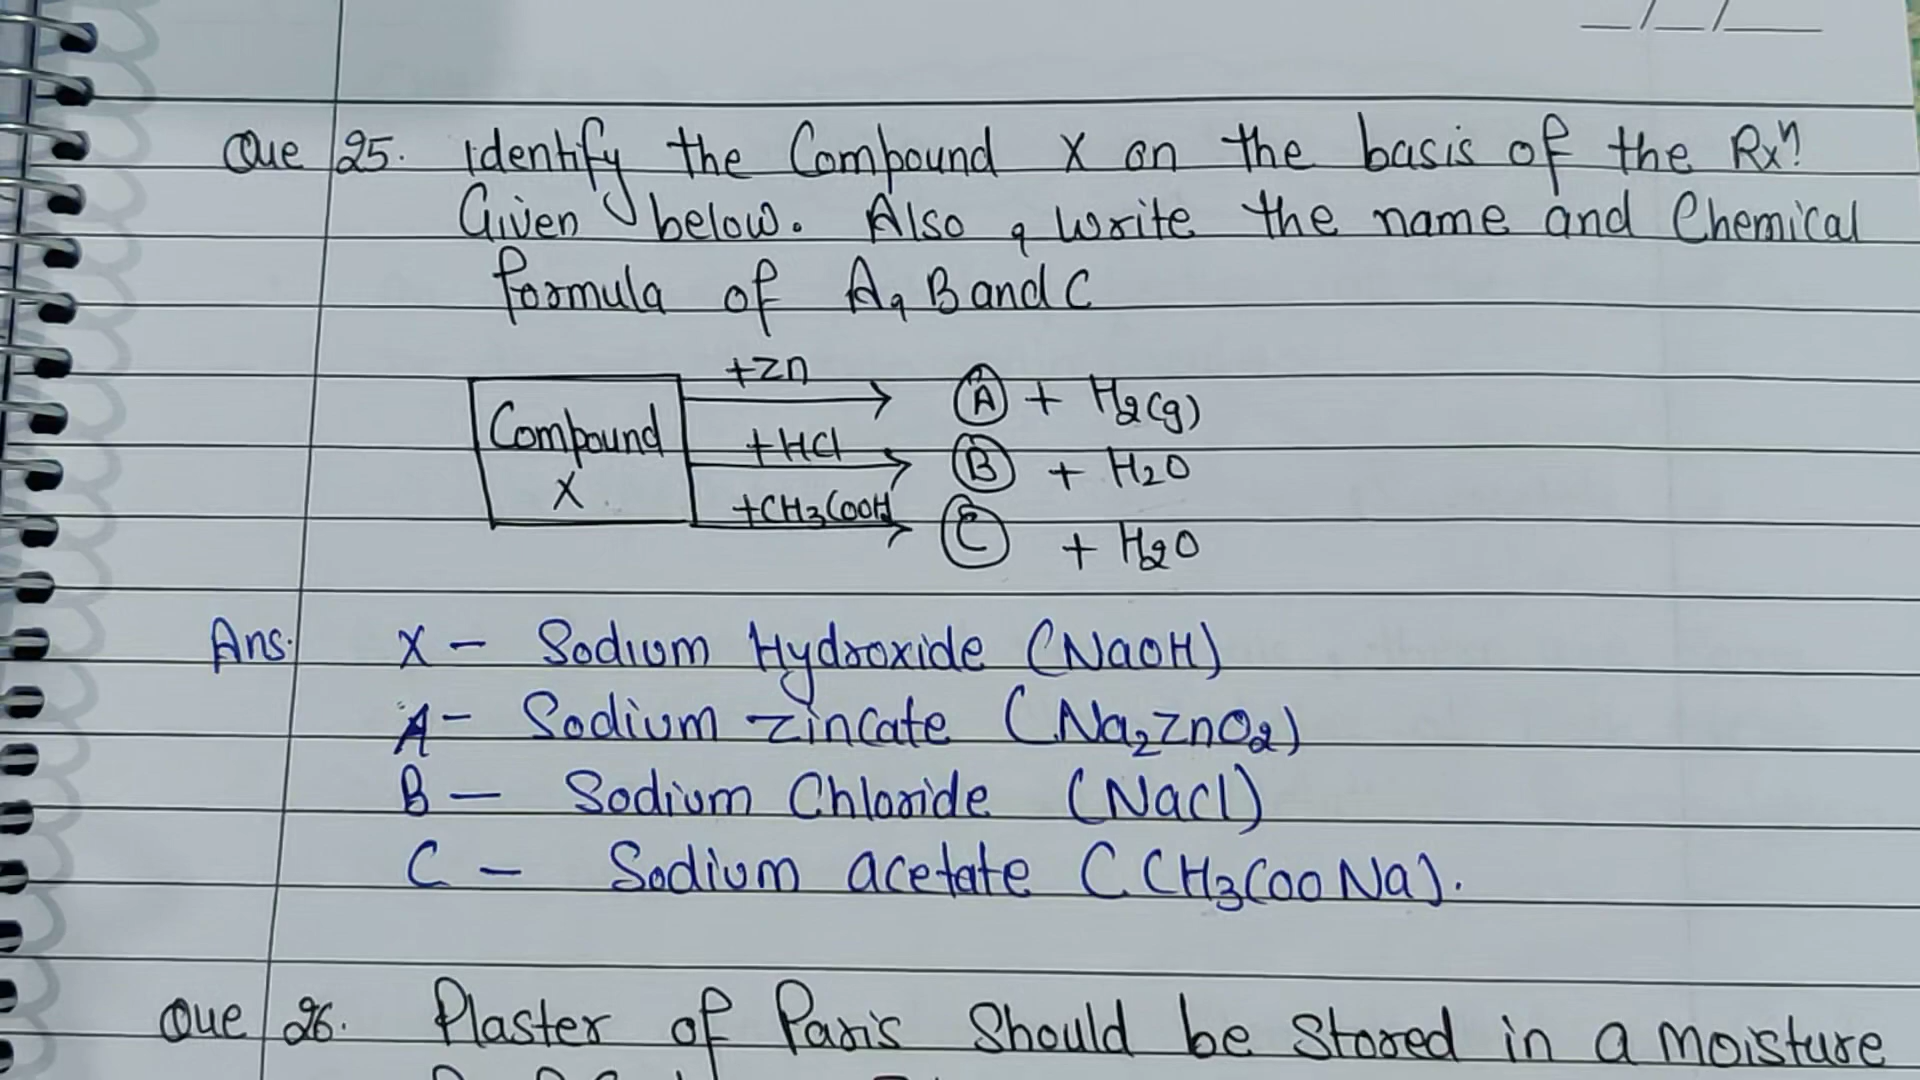 _/_/__
Que 25. identify the Compound X on the basis of the Rxⁿ.
Given below. Also, write the name and Chemical
formula of A, B and C
+Zn
Compound
X
A + H2(g)
+HCl
B + H2O
+CH3COOH
C + H2O
Ans. X - Sodium Hydroxide (NaOH)
A - Sodium zincate (Na2ZnO2)
B - Sodium Chloride (NaCl)
C - Sodium acetate (CH3COONa).
Que 26. Plaster of Paris should be stored in a moisture